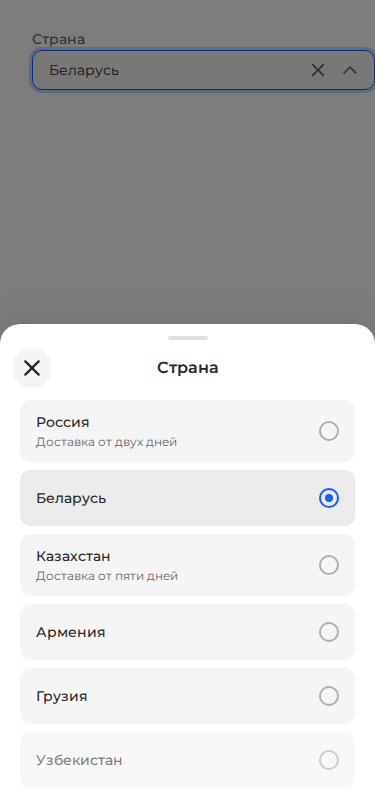 Страна
Беларусь
Страна
Россия
Доставка от двух дней
Беларусь
Казахстан
Доставка от пяти дней
Армения
Грузия
Узбекистан